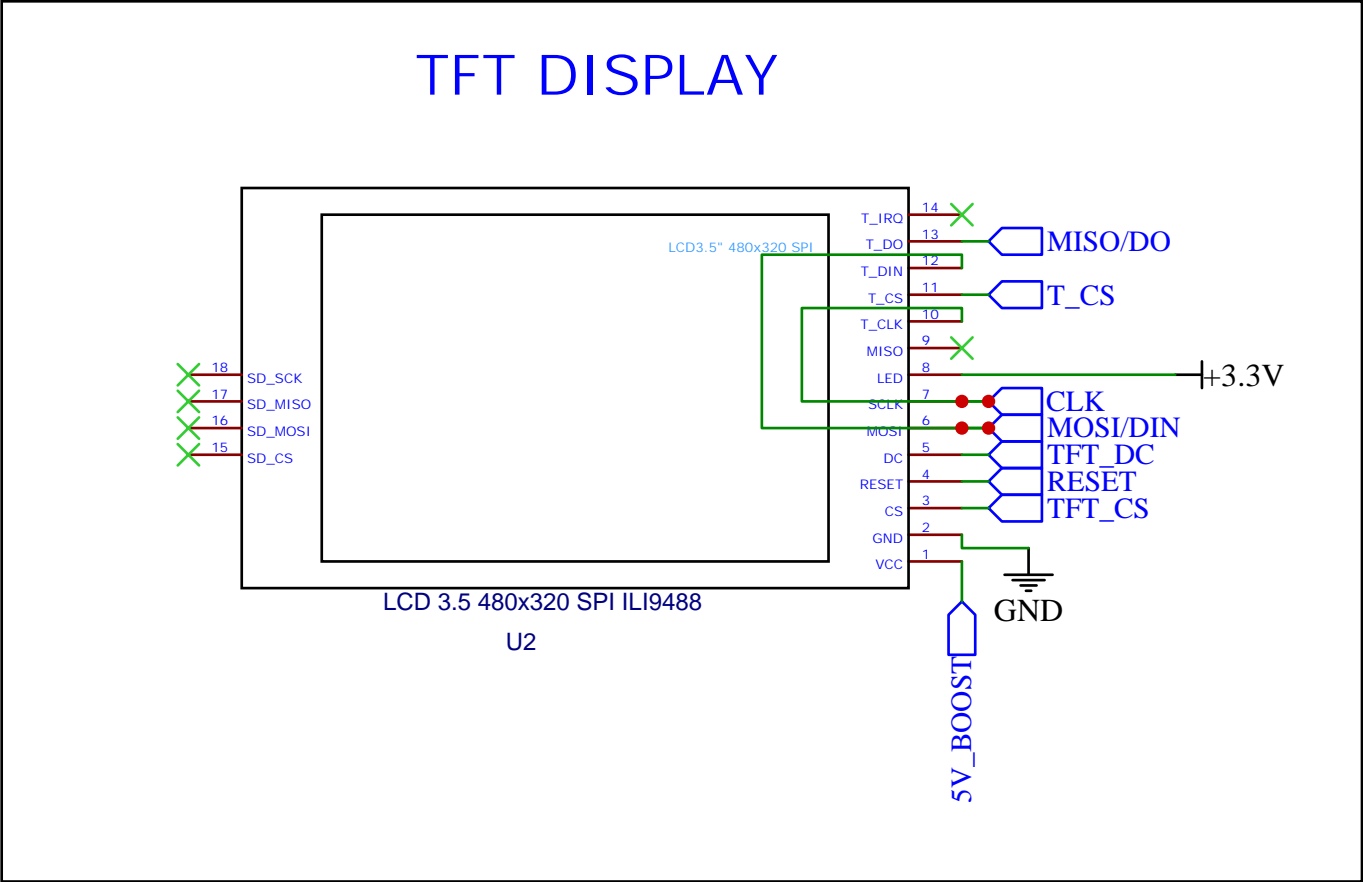 TFT DISPLAY
LCD3.5" 480x320 SPI
T_IRQ 14
T_DO 13 MISO/DO
T_DIN 12
T_CS 11 T_CS
T_CLK 10
MISO 9
LED 8 +3.3V
SCLK 7 CLK
MOSI 6 MOSI/DIN
DC 5 TFT_DC
RESET 4 RESET
CS 3 TFT_CS
GND 2
VCC 1
GND
18 SD_SCK
17 SD_MISO
16 SD_MOSI
15 SD_CS
LCD 3.5 480x320 SPI ILI9488
U2
5V_BOOST